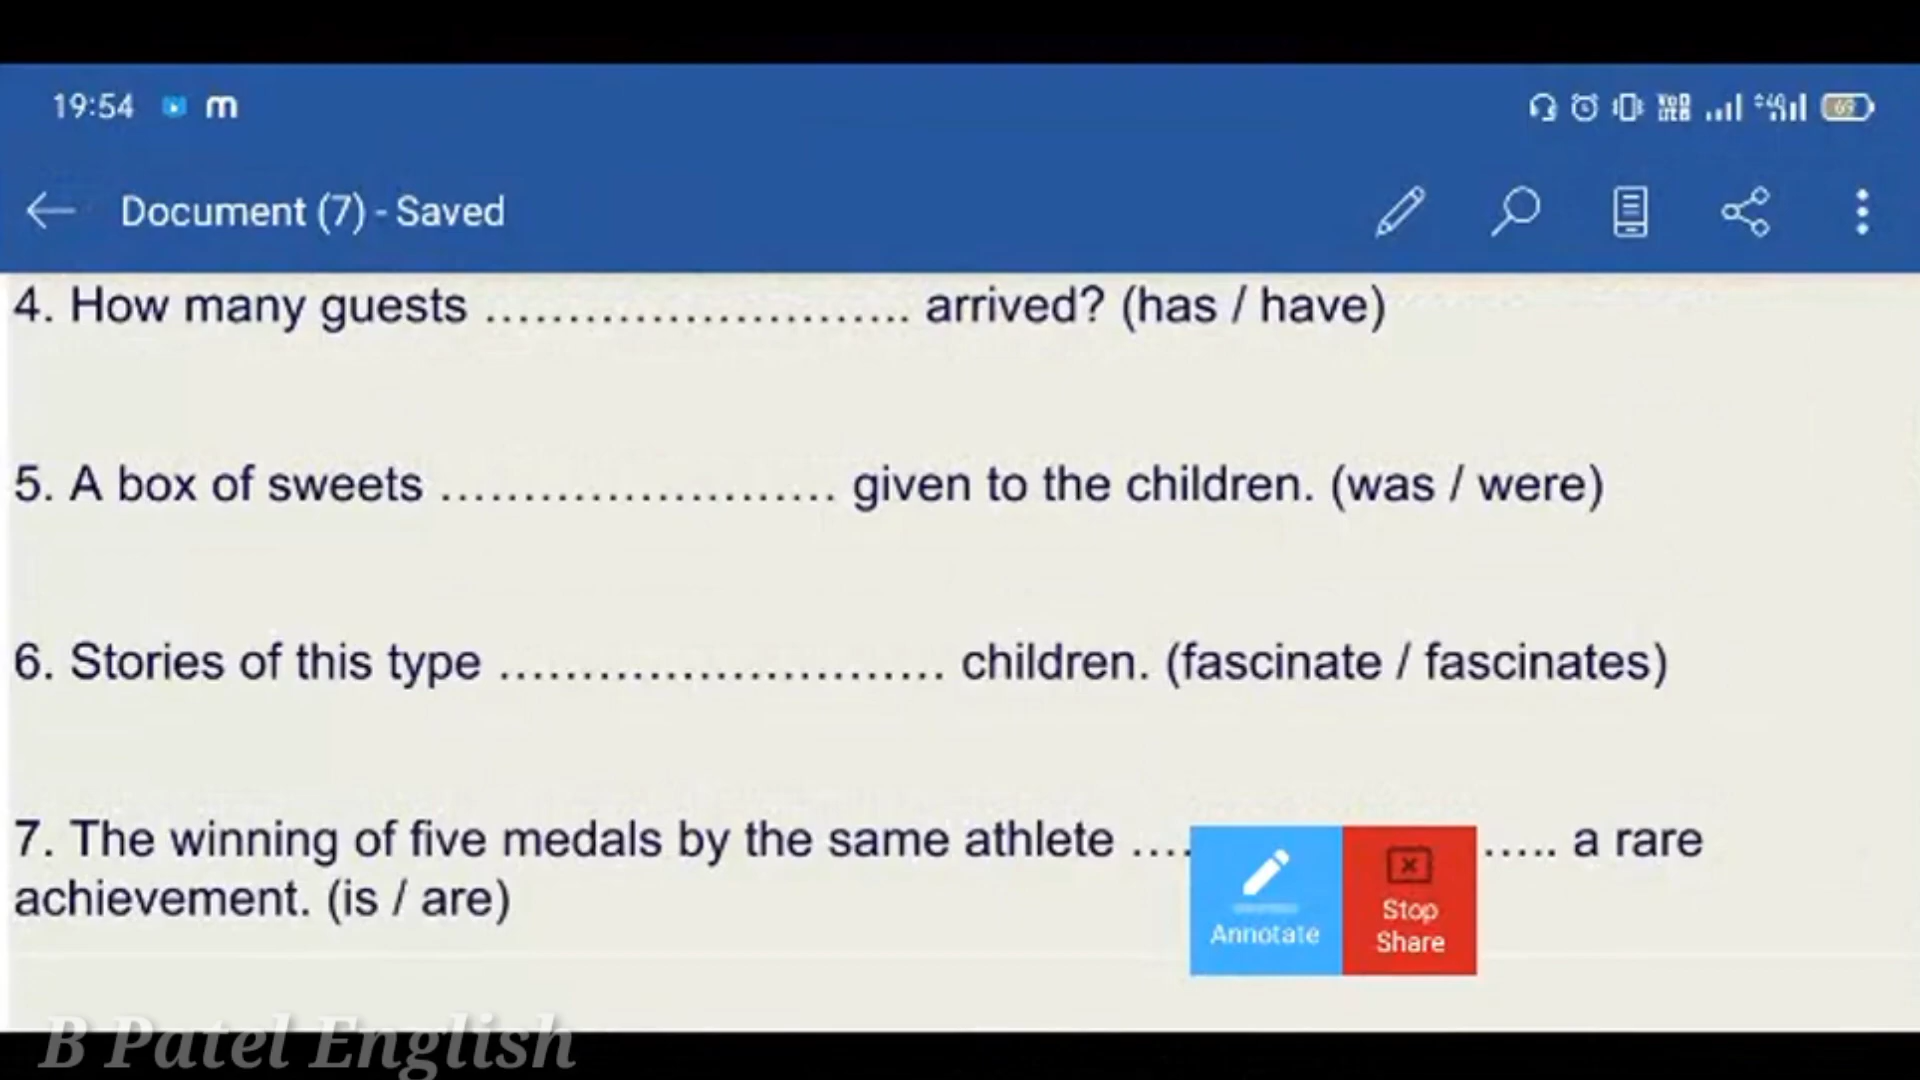 19:54 m
69
Document (7) - Saved
4. How many guests .......................... arrived? (has / have)
5. A box of sweets ........................ given to the children. (was / were)
6. Stories of this type ........................... children. (fascinate / fascinates)
7. The winning of five medals by the same athlete .... ..... a rare
achievement. (is / are)
Annotate
Stop
Share
B Patel English